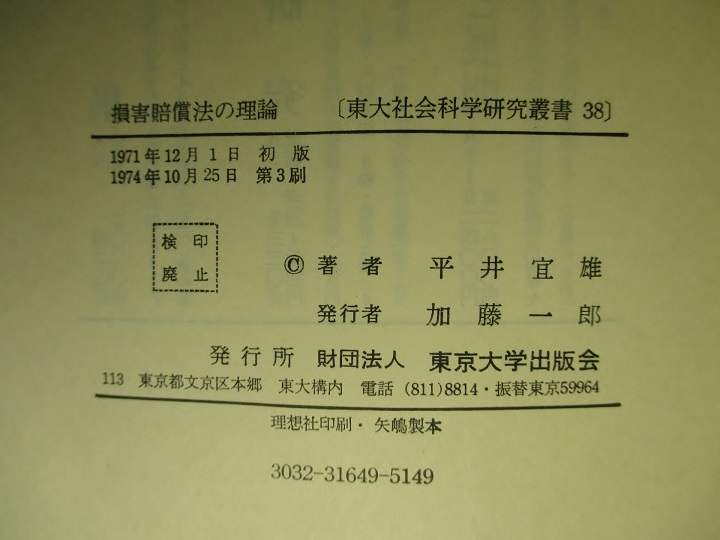 損害賠償法の理論 〔東大社会科学研究叢書 38〕
1971年12月1日 初版
1974年10月25日 第3刷
検印
廃止
© 著者 平井宜雄
発行者 加藤一郎
発行所 財団法人 東京大学出版会
113 東京都文京区本郷 東大構内 電話 (811)8814・振替東京59964
理想社印刷・矢嶋製本
3032-31649-5149